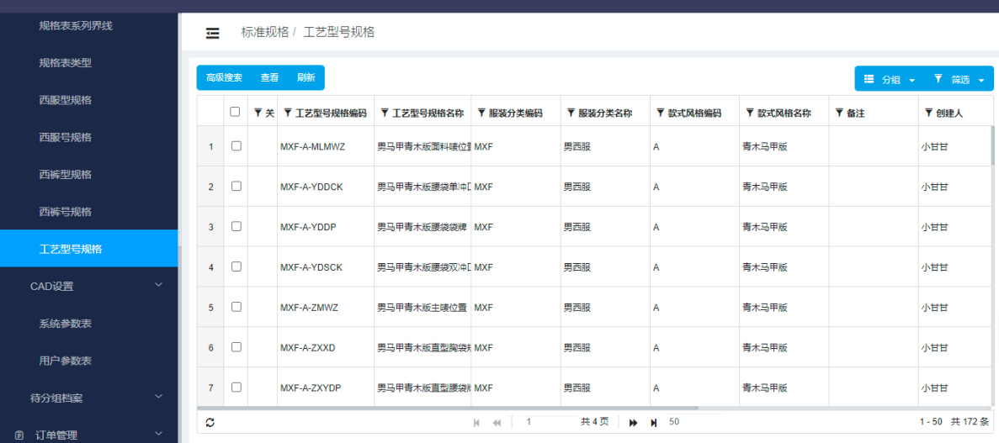 规格表系列界线
规格表类型
西服型规格
西服号规格
西裤型规格
西裤号规格
工艺型号规格
CAD设置
系统参数表
用户参数表
待分组档案
订单管理
标准规格 / 工艺型号规格
高级搜索 查看 刷新
分组 筛选
关 工艺型号规格编码 工艺型号规格名称 服装分类编码 服装分类名称 款式风格编码 款式风格名称 备注 创建人
1 MXF-A-MLMWZ 男马甲青木版面料唛位置 MXF 男西服 A 青木马甲版 小甘甘
2 MXF-A-YDDCK 男马甲青木版腰袋单冲口 MXF 男西服 A 青木马甲版 小甘甘
3 MXF-A-YDDP 男马甲青木版腰袋袋牌 MXF 男西服 A 青木马甲版 小甘甘
4 MXF-A-YDSCK 男马甲青木版腰袋双冲口 MXF 男西服 A 青木马甲版 小甘甘
5 MXF-A-ZMWZ 男马甲青木版主唛位置 MXF 男西服 A 青木马甲版 小甘甘
6 MXF-A-ZXXD 男马甲青木版直型胸袋 MXF 男西服 A 青木马甲版 小甘甘
7 MXF-A-ZXYDP 男马甲青木版直型腰袋 MXF 男西服 A 青木马甲版 小甘甘
1 共 4 页 50 1 - 50 共 172 条